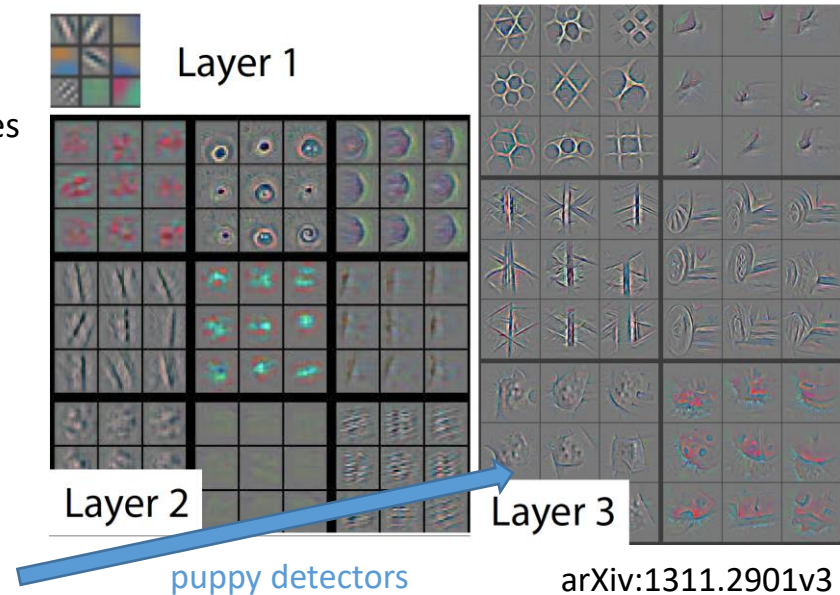 Layer 1
Layer 2
Layer 3
puppy detectors
arXiv:1311.2901v3